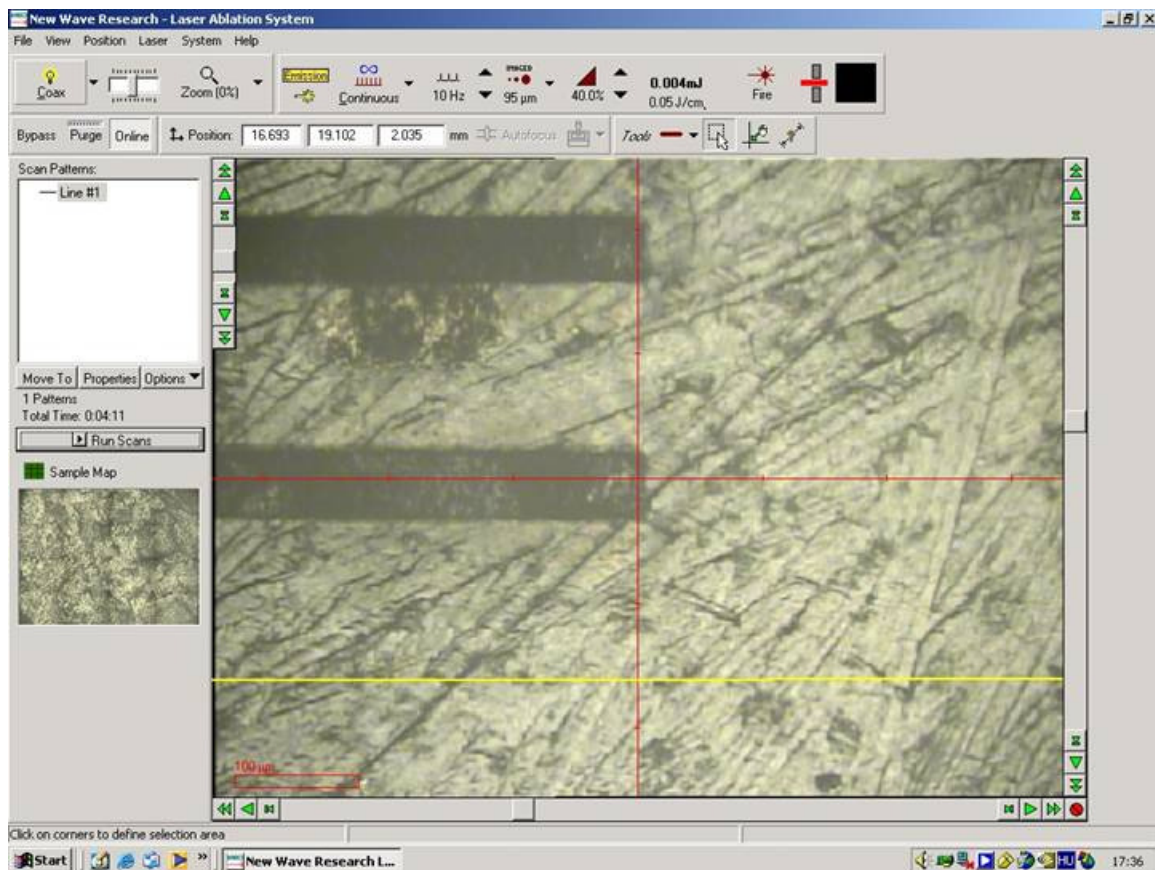 New Wave Research - Laser Ablation System
File View Position Laser System Help
Coax
Zoom (0%)
Emission
Continuous
10 Hz
IMAGED
95 µm
40.0%
0.004mJ
0.05 J/cm,
Fire
Bypass Purge Online
Position: 16.693 19.102 2.035 mm Autofocus
Tools
Scan Patterns:
Line #1
Move To Properties Options
1 Patterns
Total Time: 0:04:11
Run Scans
Sample Map
100 µm
Click on corners to define selection area
Start
New Wave Research L...
HU
17:36